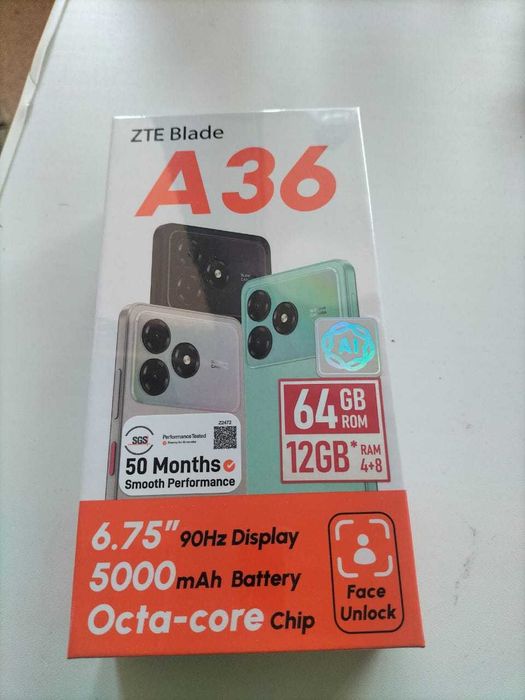 ZTE Blade
A36
AI
64 GB ROM
12GB* RAM 4+8
SGS
Performance Tested
Z2472
50 Months
Smooth Performance
6.75" 90Hz Display
5000mAh Battery
Octa-core Chip
Face
Unlock